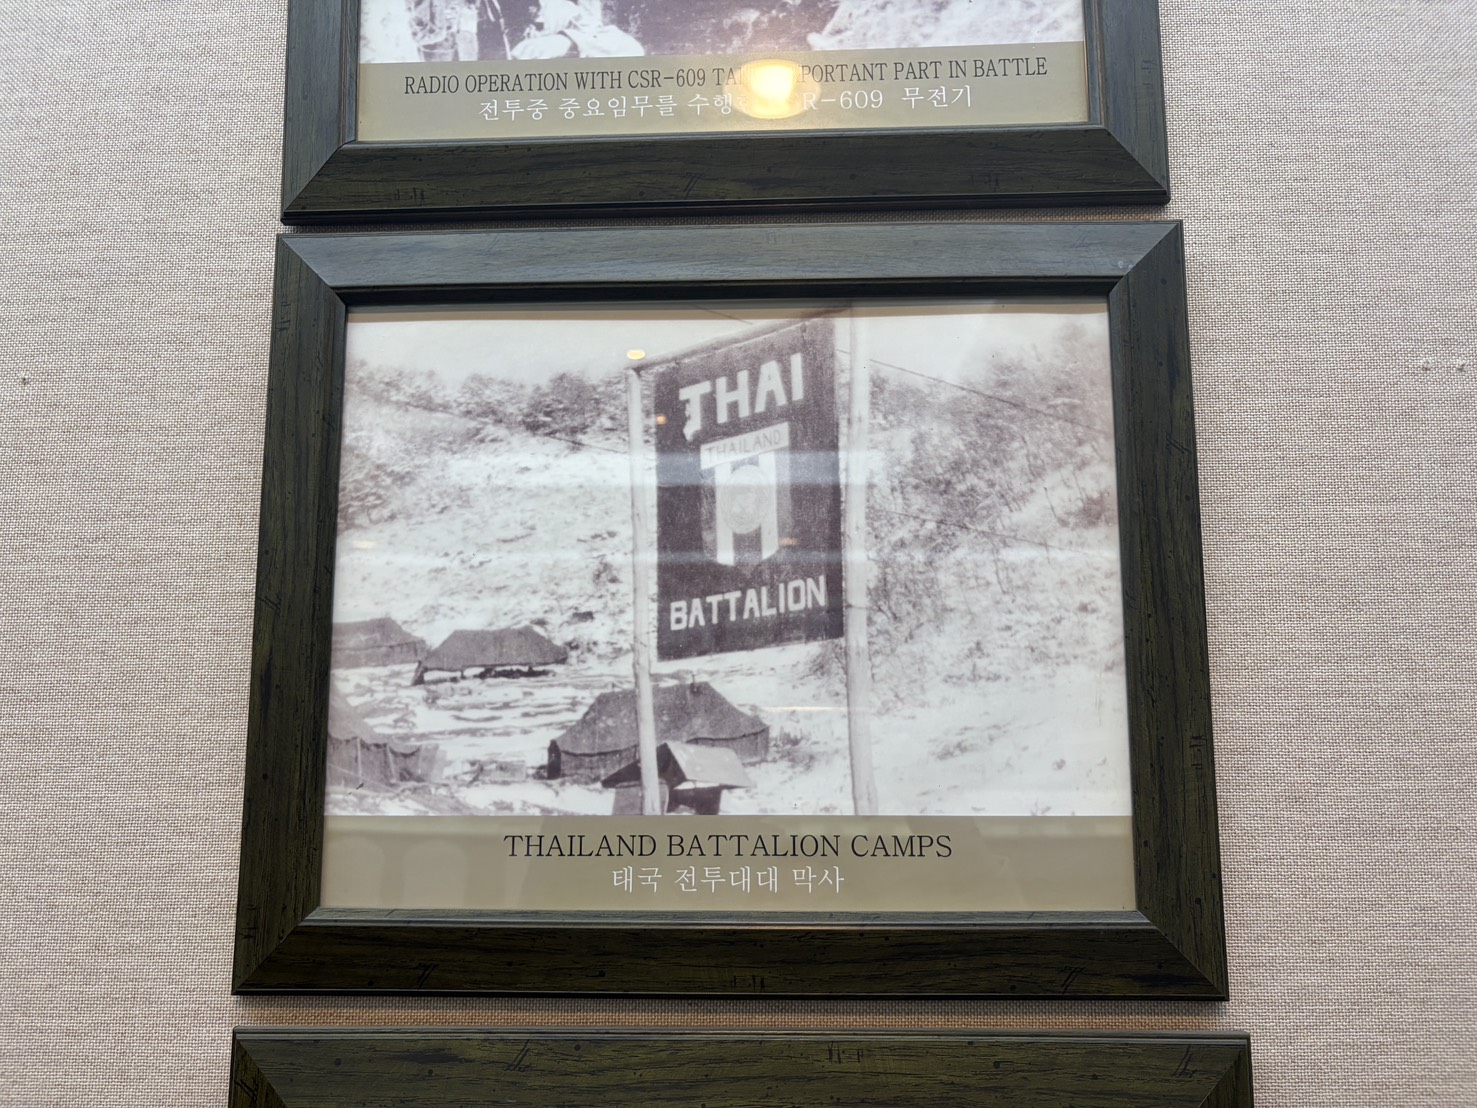 RADIO OPERATION WITH CSR-609 PORTANT PART IN BATTLE
전투중 중요임무를 수행 R-609 무전기
THAI
THAILAND
BATTALION
THAILAND BATTALION CAMPS
태국 전투대대 막사